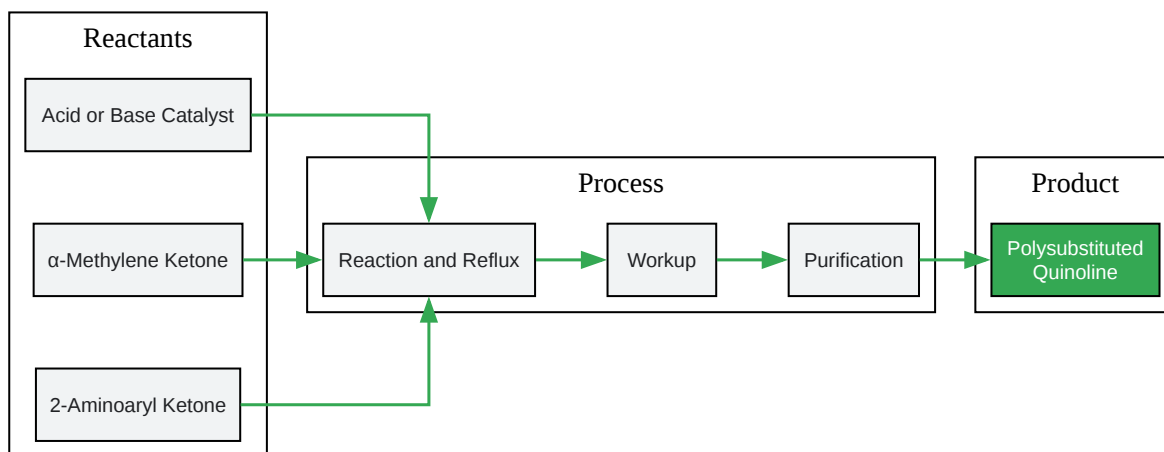 Reactants
Acid or Base Catalyst
α-Methylene Ketone
2-Aminoaryl Ketone
Process
Reaction and Reflux
Workup
Purification
Product
Polysubstituted
Quinoline